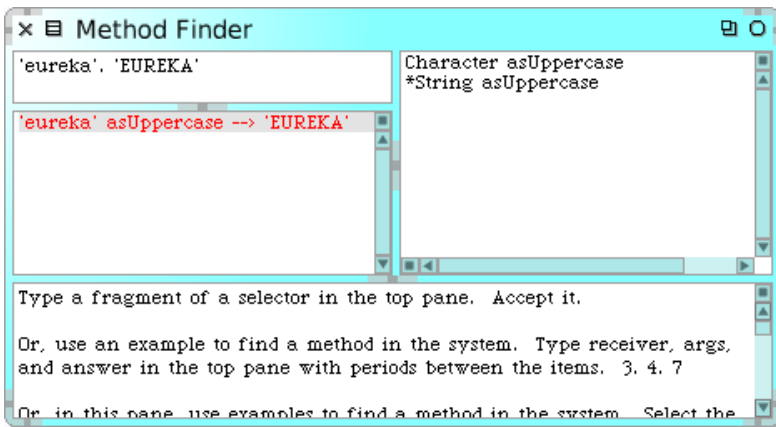 Method Finder
'eureka'. 'EUREKA'
'eureka' asUppercase --> 'EUREKA'
Character asUppercase
*String asUppercase
Type a fragment of a selector in the top pane.  Accept it.
Or, use an example to find a method in the system.  Type receiver, args,
and answer in the top pane with periods between the items.  3. 4. 7
Or, in this pane, use examples to find a method in the system.  Select the